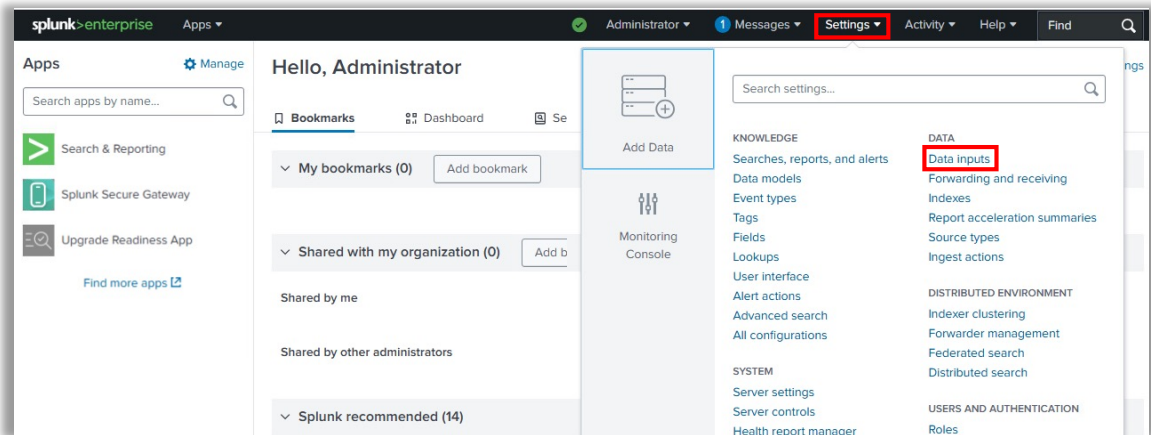 splunk>enterprise Apps Administrator 1 Messages Settings Activity Help Find
Apps Manage
Search apps by name...
Search & Reporting
Splunk Secure Gateway
Upgrade Readiness App
Find more apps
Hello, Administrator
Bookmarks Dashboard Se
My bookmarks (0) Add bookmark
Shared with my organization (0) Add b
Shared by me
Shared by other administrators
Splunk recommended (14)
Add Data
Monitoring
Console
ngs
Search settings...
KNOWLEDGE
Searches, reports, and alerts
Data models
Event types
Tags
Fields
Lookups
User interface
Alert actions
Advanced search
All configurations
SYSTEM
Server settings
Server controls
Health report manager
DATA
Data inputs
Forwarding and receiving
Indexes
Report acceleration summaries
Source types
Ingest actions
DISTRIBUTED ENVIRONMENT
Indexer clustering
Forwarder management
Federated search
Distributed search
USERS AND AUTHENTICATION
Roles